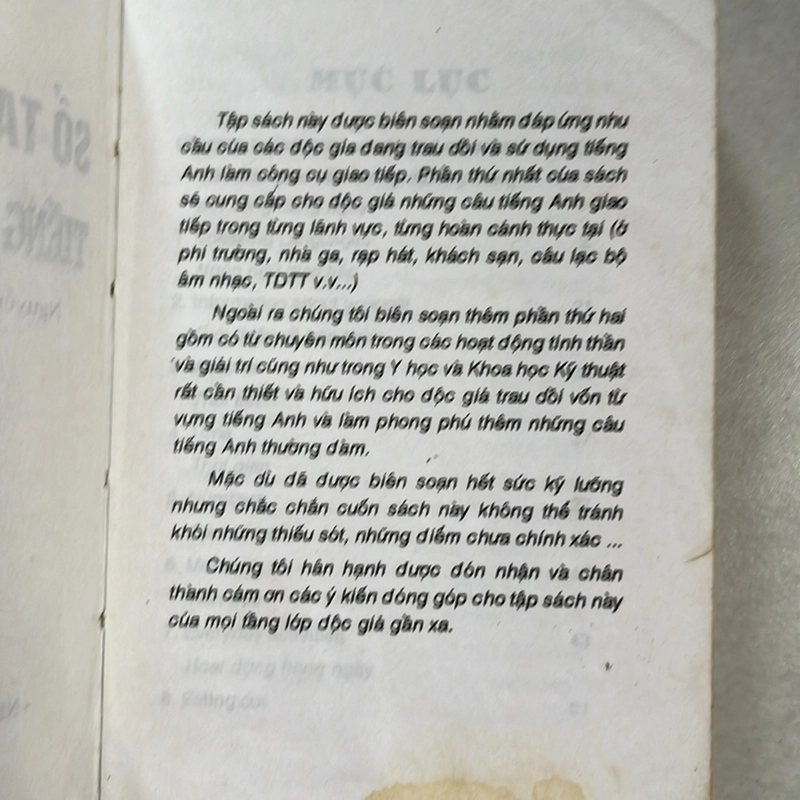 SỔ TA
TIẾNG
Nguy
MỤC LỤC
Tập sách này được biên soạn nhằm đáp ứng nhu
cầu của các độc gia đang trau dồi và sử dụng tiếng
Anh làm công cụ giao tiếp. Phần thứ nhất của sách
sẽ cung cấp cho độc giả những câu tiếng Anh giao
tiếp trong từng lãnh vực, từng hoàn cảnh thực tại (ở
phi trường, nhà ga, rạp hát, khách sạn, câu lạc bộ
âm nhạc, TDTT v.v...)
Ngoài ra chúng tôi biên soạn thêm phần thứ hai
gồm có từ chuyên môn trong các hoạt động tinh thần
và giải trí cũng như trong Y học và Khoa học Kỹ thuật
rất cần thiết và hữu ích cho độc giả trau dồi vốn từ
vựng tiếng Anh và làm phong phú thêm những câu
tiếng Anh thường đàm.
Mặc dù đã được biên soạn hết sức kỹ lưỡng
nhưng chắc chắn cuốn sách này không thể tránh
khỏi những thiếu sót, những điểm chưa chính xác ...
Chúng tôi hân hạnh được đón nhận và chân
thành cám ơn các ý kiến đóng góp cho tập sách này
của mọi tầng lớp độc giả gần xa.
Hoạt động hàng ngày
6. Eating out